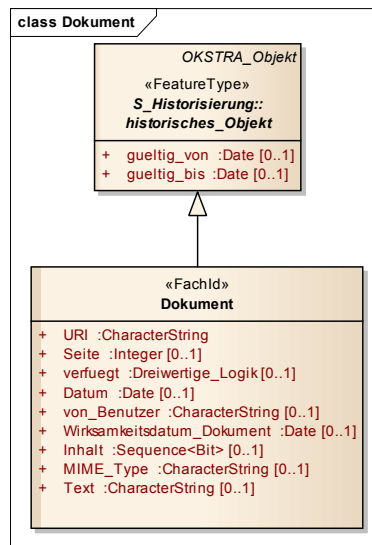 class Dokument
OKSTRA_Objekt
«FeatureType»
S_Historisierung::
historisches_Objekt
+ gueltig_von :Date [0..1]
+ gueltig_bis :Date [0..1]
«FachId»
Dokument
+ URI :CharacterString
+ Seite :Integer [0..1]
+ verfuegt :Dreiwertige_Logik [0..1]
+ Datum :Date [0..1]
+ von_Benutzer :CharacterString [0..1]
+ Wirksamkeitsdatum_Dokument :Date [0..1]
+ Inhalt :Sequence<Bit> [0..1]
+ MIME_Type :CharacterString [0..1]
+ Text :CharacterString [0..1]